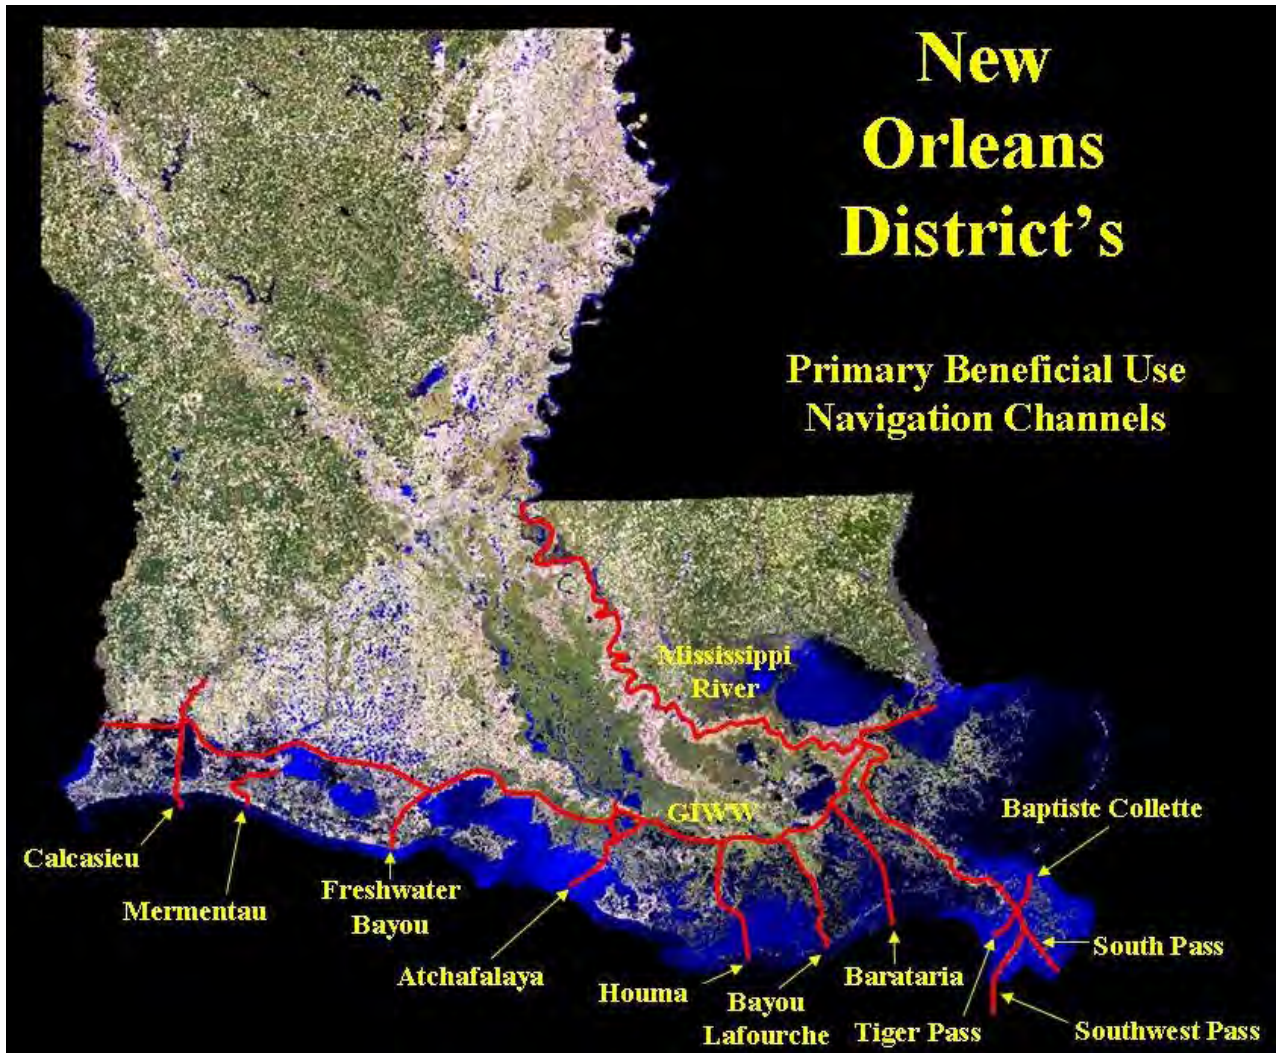 New
Orleans
District's
Primary Beneficial Use
Navigation Channels
Mississippi
River
GIWW
Baptiste Collette
Calcasieu
Mermentau
Freshwater
Bayou
Atchafalaya
Houma
Bayou
Lafourche
Barataria
Tiger Pass
South Pass
Southwest Pass